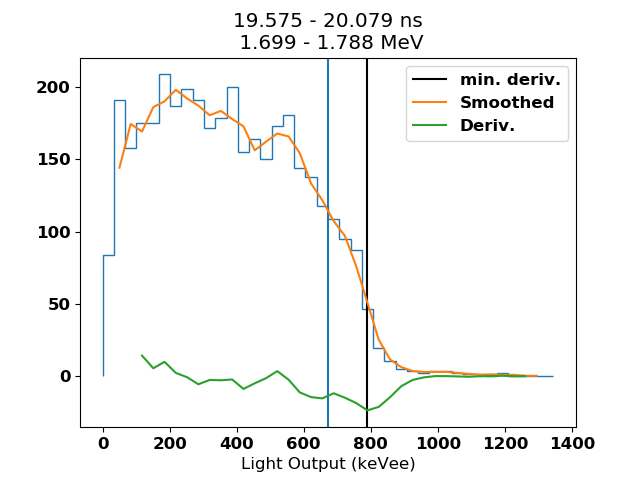 19.575 - 20.079 ns
1.699 - 1.788 MeV
min. deriv.
Smoothed
Deriv.
200
150
100
50
0
0 200 400 600 800 1000 1200 1400
Light Output (keVee)